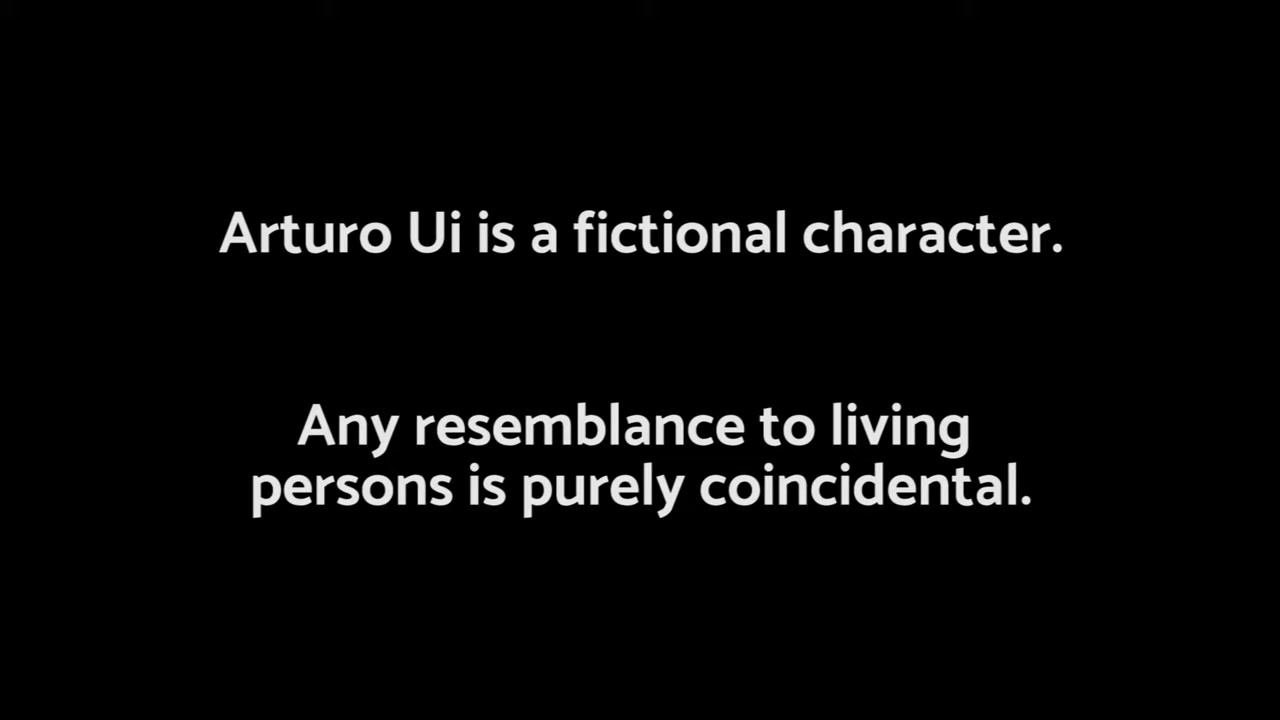 Arturo Ui is a fictional character.
Any resemblance to living
persons is purely coincidental.